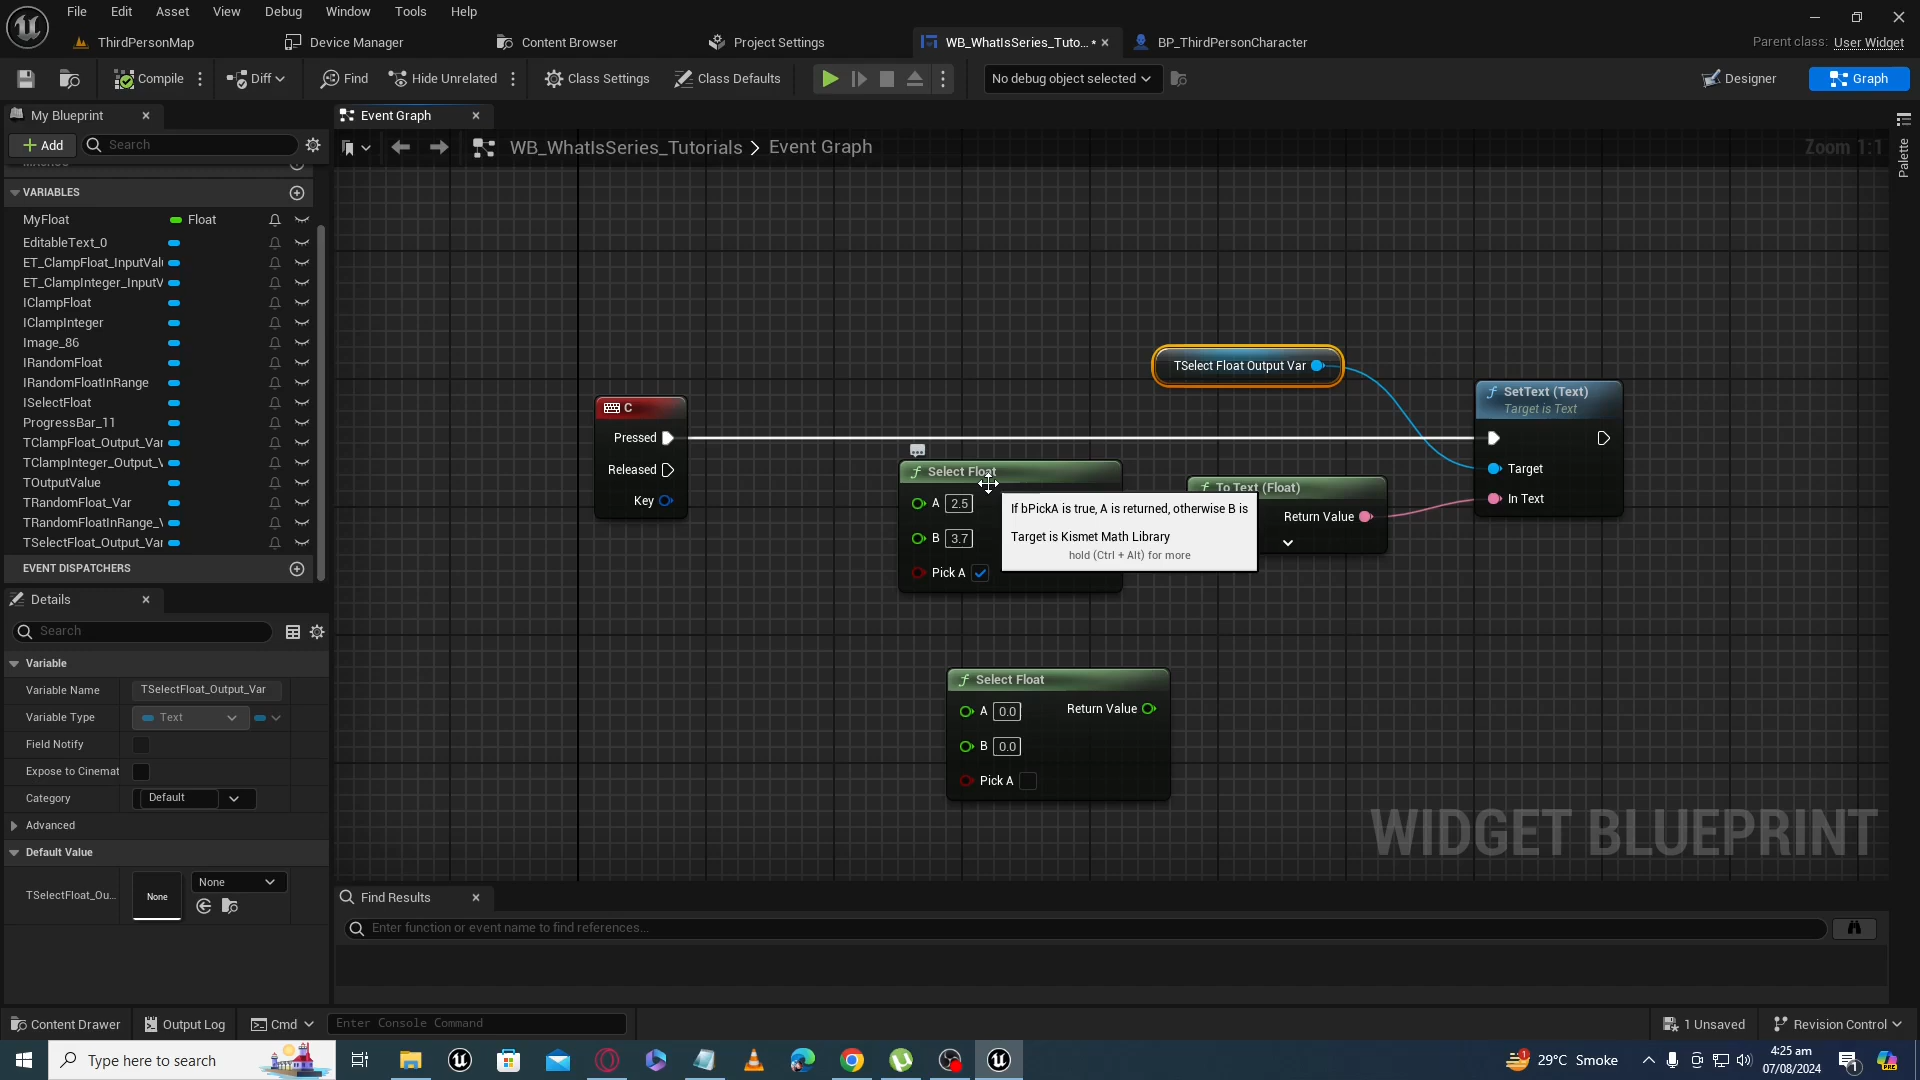 File Edit Asset View Debug Window Tools Help
ThirdPersonMap Device Manager Content Browser Project Settings WB_WhatIsSeries_Tuto... * BP_ThirdPersonCharacter Parent class: User Widget
Compile Diff Find Hide Unrelated Class Settings Class Defaults No debug object selected Designer Graph
My Blueprint
Add Search
VARIABLES
MyFloat Float
EditableText_0
ET_ClampFloat_InputVal
ET_ClampInteger_InputV
IClampFloat
IClampInteger
Image_86
IRandomFloat
IRandomFloatInRange
ISelectFloat
ProgressBar_11
TClampFloat_Output_Var
TClampInteger_Output_V
TOutputValue
TRandomFloat_Var
TRandomFloatInRange_V
TSelectFloat_Output_Var
EVENT DISPATCHERS
Details
Search
Variable
Variable Name TSelectFloat_Output_Var
Variable Type Text
Field Notify
Expose to Cinemat
Category Default
Advanced
Default Value
TSelectFloat_Ou... None None
Event Graph
WB_WhatIsSeries_Tutorials > Event Graph
Zoom 1:1
Palette
C
Pressed
Released
Key
TSelect Float Output Var
SetText (Text)
Target is Text
Target
In Text
Select Float
A 2.5
B 3.7
Pick A
To Text (Float)
Return Value
If bPickA is true, A is returned, otherwise B is
Target is Kismet Math Library
hold (Ctrl + Alt) for more
Select Float
A 0.0 Return Value
B 0.0
Pick A
WIDGET BLUEPRINT
Find Results
Enter function or event name to find references...
Content Drawer Output Log Cmd Enter Console Command 1 Unsaved Revision Control
Type here to search 29°C Smoke 4:25 am
07/08/2024